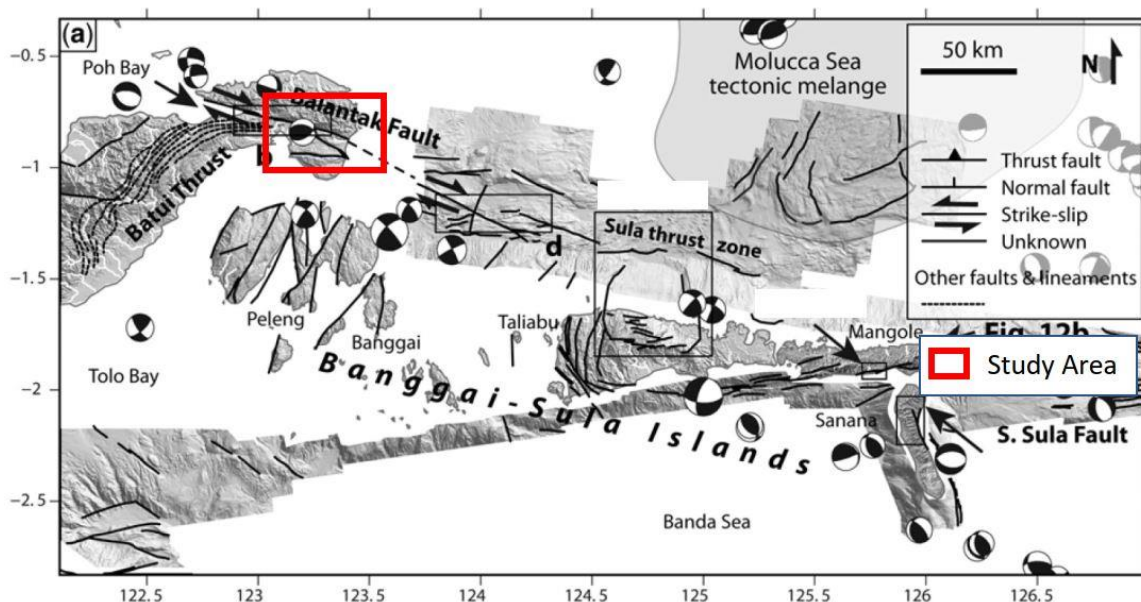 (a)
−0.5
−1
−1.5
−2
−2.5
Poh Bay
Balantak Fault
Batui Thrust
b
d
Molucca Sea
tectonic melange
50 km
N
Thrust fault
Normal fault
Strike-slip
Unknown
Other faults & lineaments
Sula thrust zone
Peleng
Banggai
Taliabu
Mangole
Fig. 12b
Study Area
Tolo Bay
Banggai-Sula Islands
Sanana
S. Sula Fault
Banda Sea
122.5
123
123.5
124
124.5
125
125.5
126
126.5